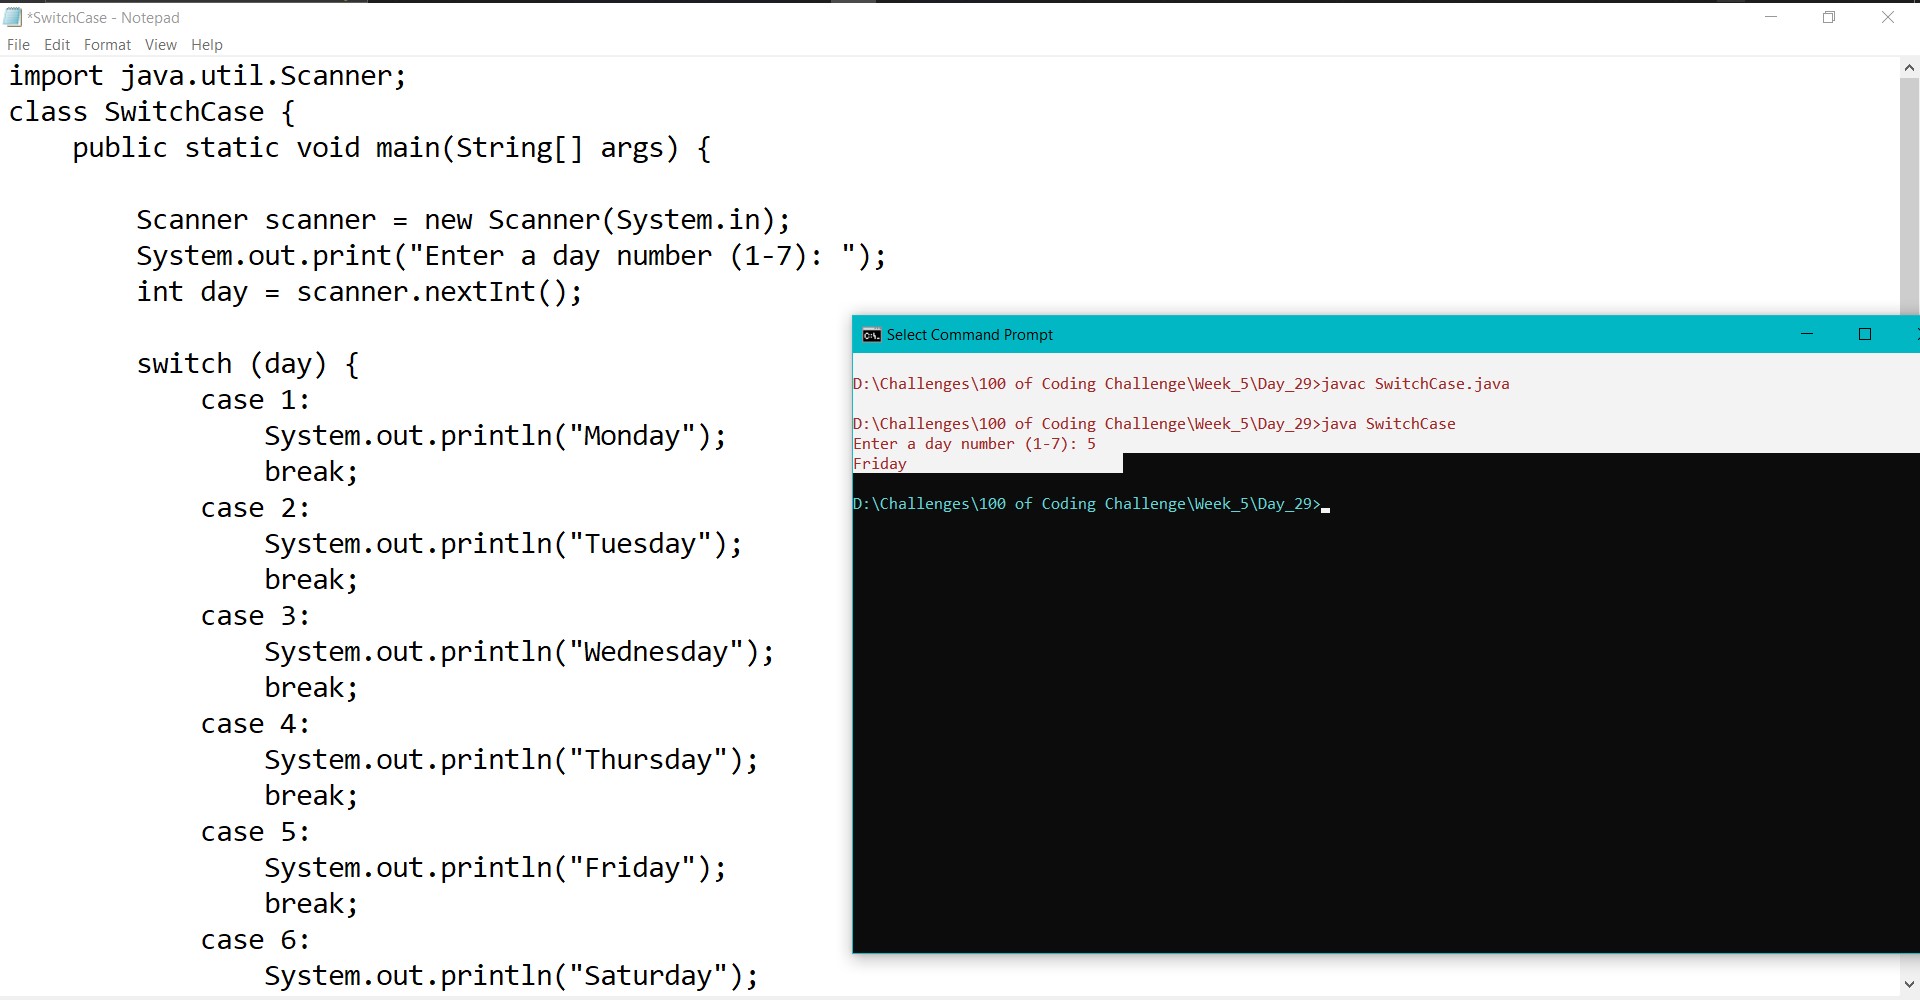 *SwitchCase - Notepad
File Edit Format View Help
import java.util.Scanner;
class SwitchCase {
    public static void main(String[] args) {
        Scanner scanner = new Scanner(System.in);
        System.out.print("Enter a day number (1-7): ");
        int day = scanner.nextInt();
        switch (day) {
            case 1:
                System.out.println("Monday");
                break;
            case 2:
                System.out.println("Tuesday");
                break;
            case 3:
                System.out.println("Wednesday");
                break;
            case 4:
                System.out.println("Thursday");
                break;
            case 5:
                System.out.println("Friday");
                break;
            case 6:
                System.out.println("Saturday");
Select Command Prompt
D:\Challenges\100 of Coding Challenge\Week_5\Day_29>javac SwitchCase.java
D:\Challenges\100 of Coding Challenge\Week_5\Day_29>java SwitchCase
Enter a day number (1-7): 5
Friday
D:\Challenges\100 of Coding Challenge\Week_5\Day_29>